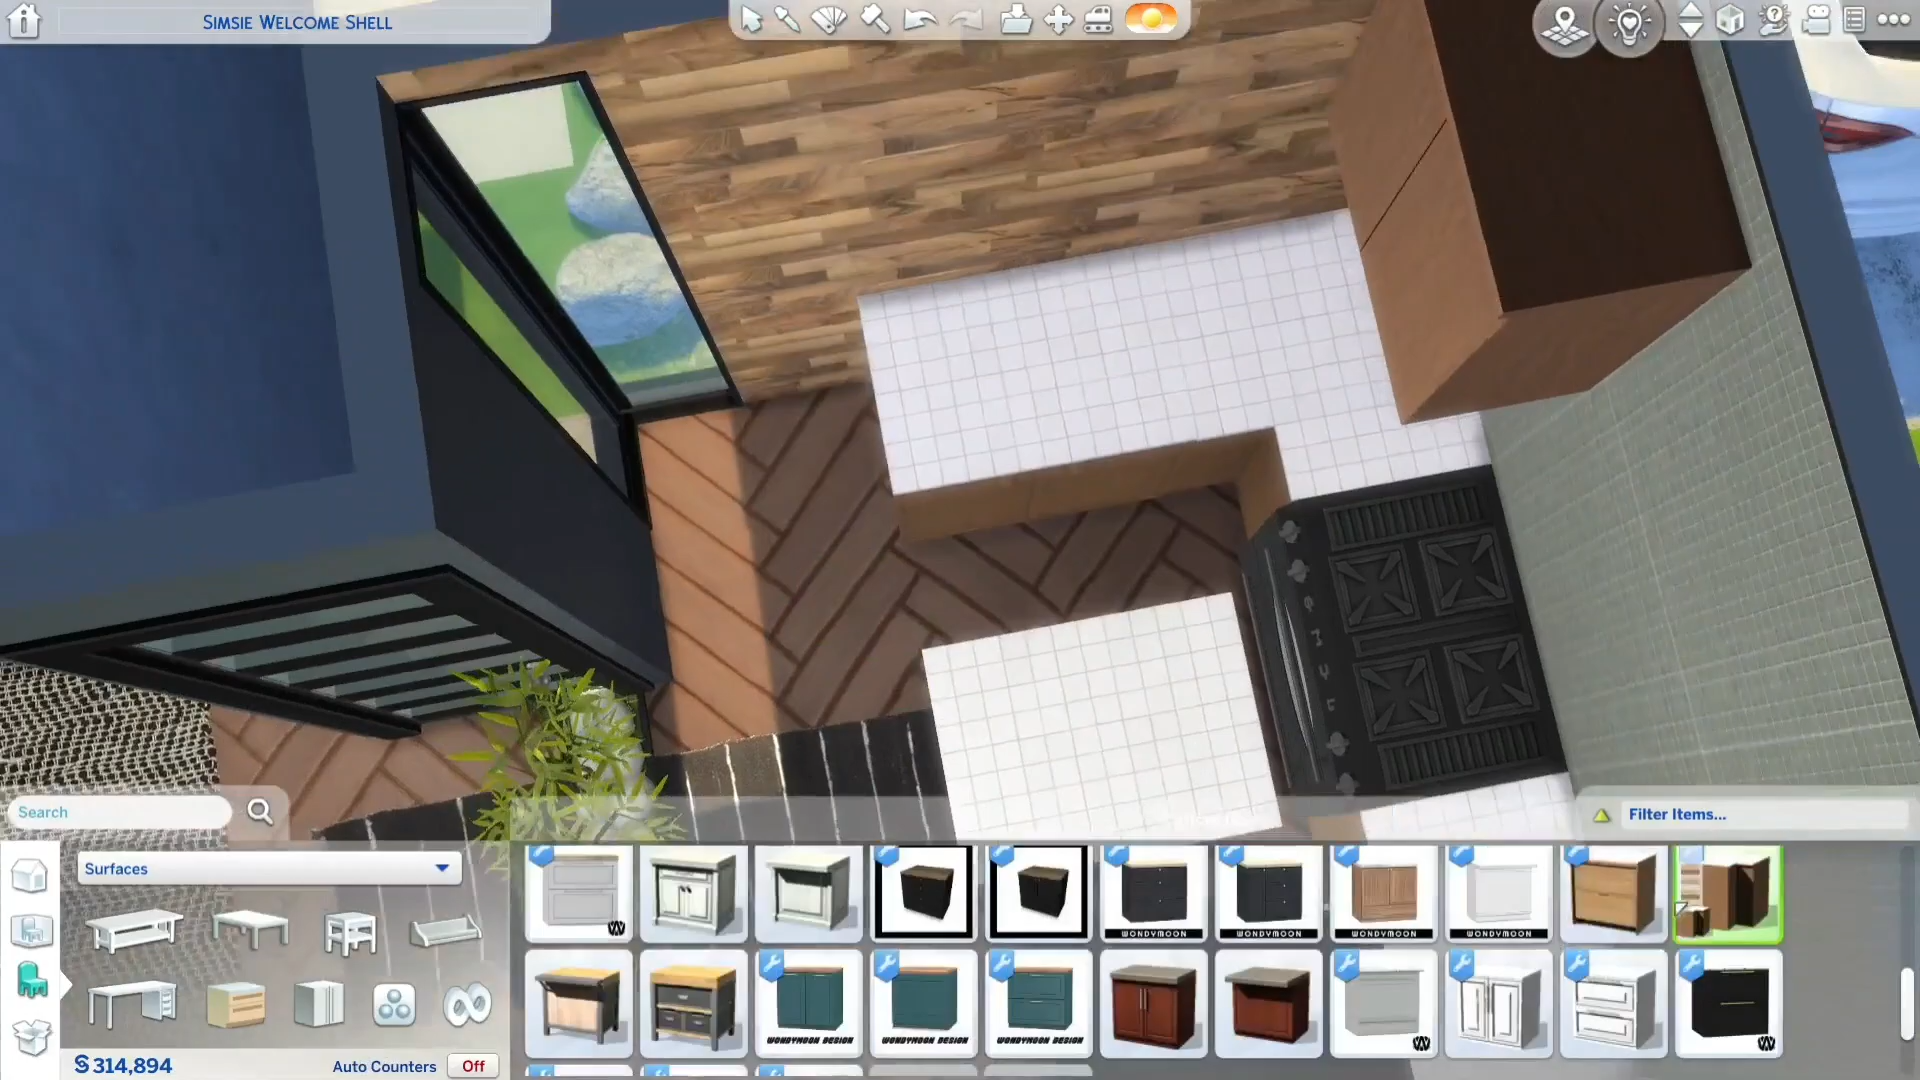 Simsie Welcome Shell
Search
Filter Items...
Surfaces
WONDYMOON
WONDYMOON
WONDYMOON
WONDYMOON
WONDYMOON DESIGN
WONDYMOON DESIGN
WONDYMOON DESIGN
§314,894
Auto Counters
Off